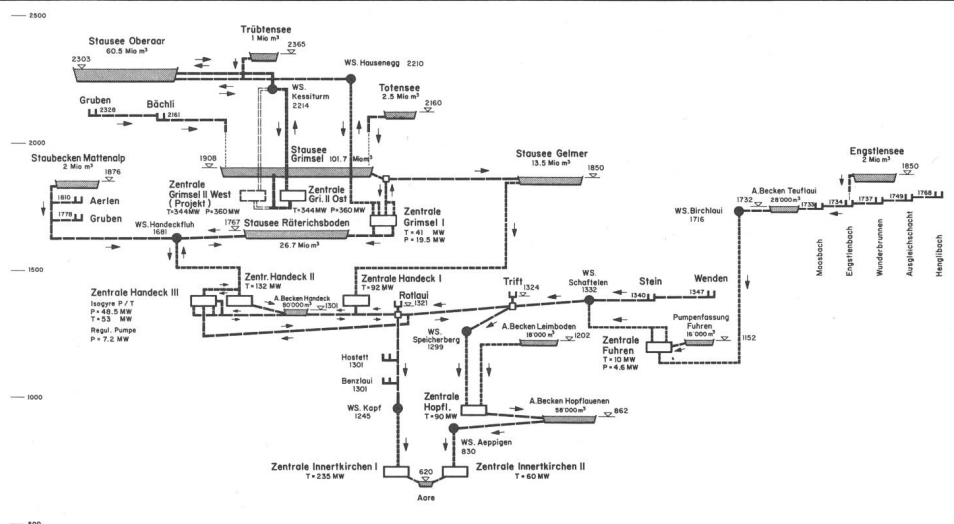 2500
Trübtensee
1 Mio m³
2365
Stausee Oberaar
60.5 Mio m³
2303
WS. Hausenegg 2210
WS.
Kessiturm
2214
Totensee
2.5 Mio m³
2160
Gruben
2328
Bächli
2161
2000
Stausee
Grimsel 101.7 Mio m³
1908
Stausee Gelmer
13.5 Mio m³
1850
Engstlensee
2 Mio m³
1850
Staubecken Mattenalp
2 Mio m³
1876
1810
Aerlen
1778
Gruben
Zentrale
Grimsel II West
(Projekt)
T=344MW P=360MW
Zentrale
Gri. II Ost
T=344MW P=360MW
Zentrale
Grimsel I
T = 41 MW
P = 19.5 MW
1767
Stausee Räterichsboden
26.7 Mio m³
WS. Handeckfluh
1681
A.Becken Teuflaui
28'000 m³
1732
WS. Birchlaui
1716
1733
1734
1737
1749
1768
Moosbach
Engstlenbach
Wunderbrunnen
Ausgleichschacht
Henglibach
1500
Zentr. Handeck II
T = 132 MW
Zentrale Handeck I
T = 92 MW
Zentrale Handeck III
Isogyre P / T
P = 48.5 MW
T = 53 MW
Regul. Pumpe
P = 7.2 MW
A.Becken Handeck
90'000 m³
1301
Rotlaui
1321
Trift
1324
WS.
Schaftelen
1332
Stein
1340
Wenden
1347
WS.
Speicherberg
1299
A.Becken Leimboden
18'000 m³
1202
Pumpenfassung
Fuhren
15'000 m³
1152
Zentrale
Fuhren
T = 10 MW
P = 4.6 MW
Hostett
1301
Benzlaui
1301
1000
WS. Kapf
1245
Zentrale
Hopfl.
T = 90 MW
A.Becken Hopflauenen
58'000 m³
862
WS. Aeppigen
830
Zentrale Innertkirchen I
T = 235 MW
620
Aare
Zentrale Innertkirchen II
T = 60 MW
500